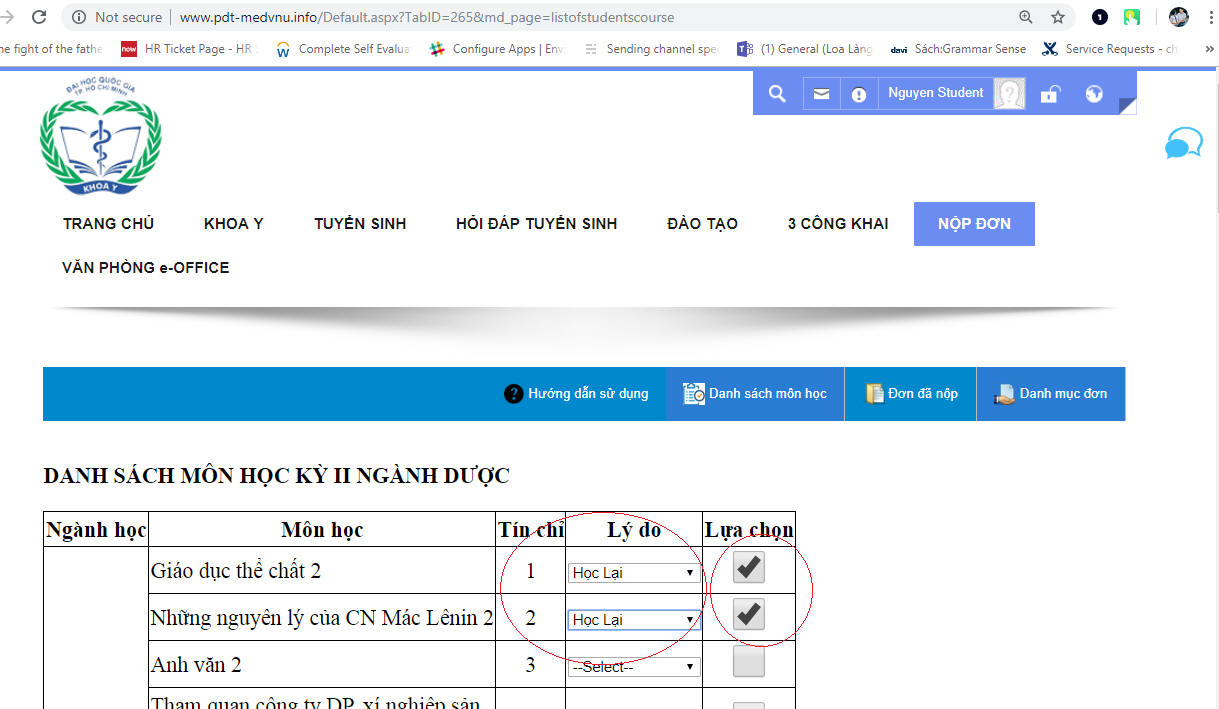 Not secure | www.pdt-medvnu.info/Default.aspx?TabID=265&md_page=listofstudentscourse
he fight of the fathe HR Ticket Page - HR Complete Self Evalua Configure Apps | Env Sending channel spe (1) General (Loa Làng davi Sách:Grammar Sense Service Requests - ch »
ĐẠI HỌC QUỐC GIA
TP. HỒ CHÍ MINH
KHOA Y
Nguyen Student
TRANG CHỦ KHOA Y TUYỂN SINH HỎI ĐÁP TUYỂN SINH ĐÀO TẠO 3 CÔNG KHAI NỘP ĐƠN
VĂN PHÒNG e-OFFICE
Hướng dẫn sử dụng Danh sách môn học Đơn đã nộp Danh mục đơn
DANH SÁCH MÔN HỌC KỲ II NGÀNH DƯỢC
Ngành học Môn học Tín chỉ Lý do Lựa chọn
Giáo dục thể chất 2 1 Học Lại
Những nguyên lý của CN Mác Lênin 2 2 Học Lại
Anh văn 2 3 --Select--
Tham quan công ty DP, xí nghiệp sản